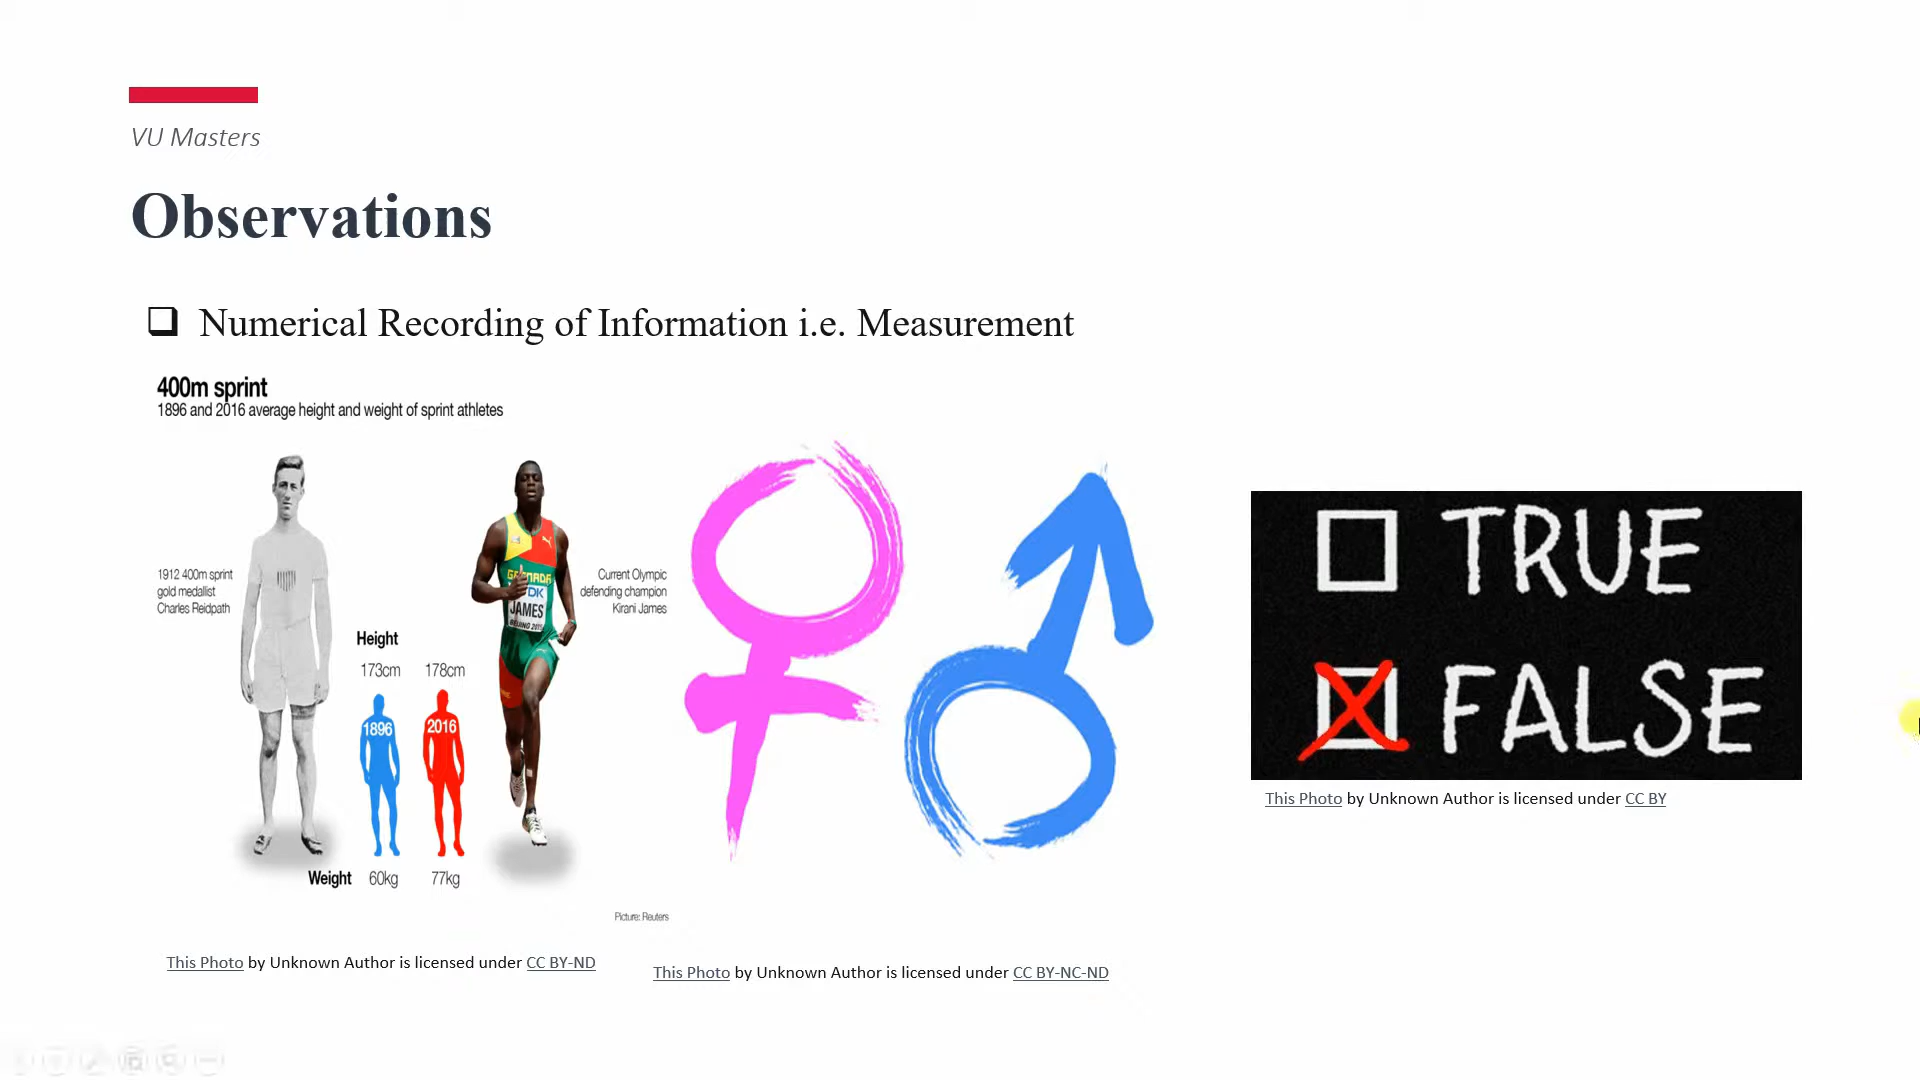 VU Masters
Observations
Numerical Recording of Information i.e. Measurement
400m sprint
1896 and 2016 average height and weight of sprint athletes
1912 400m sprint
gold medallist
Charles Reidpath
Current Olympic
defending champion
Kirani James
GRENADA
TDK
JAMES
BEIJING 2015
Height
173cm 178cm
1896 2016
Weight 60kg 77kg
Picture: Reuters
TRUE
FALSE
This Photo by Unknown Author is licensed under CC BY
This Photo by Unknown Author is licensed under CC BY-ND
This Photo by Unknown Author is licensed under CC BY-NC-ND